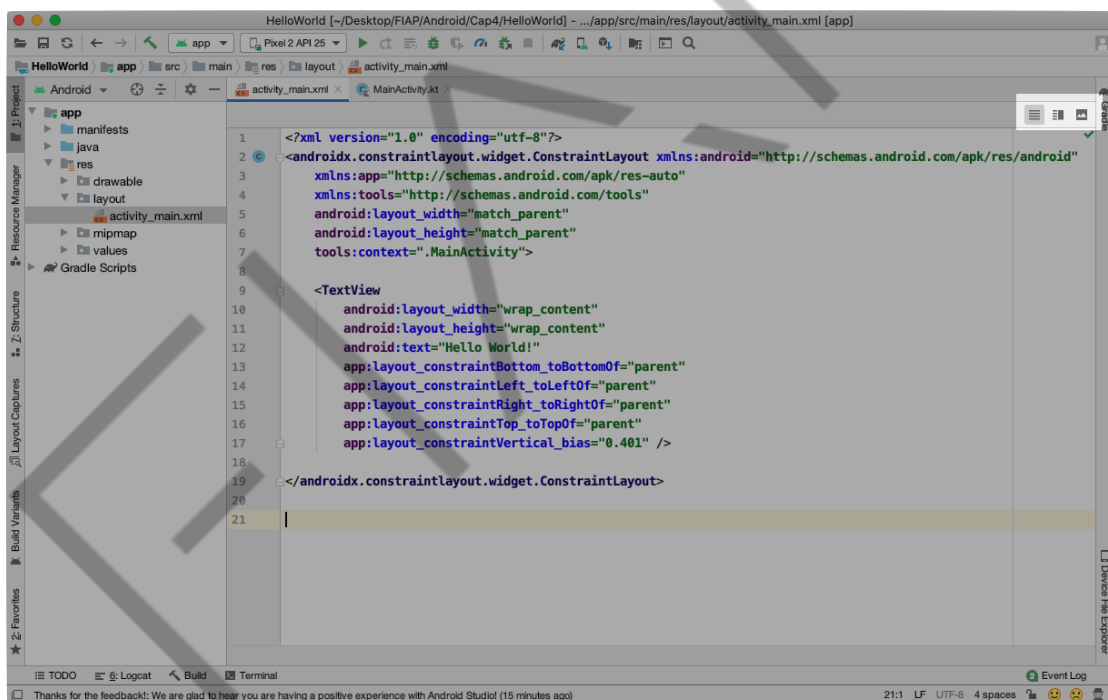 HelloWorld [~/Desktop/FIAP/Android/Cap4/HelloWorld] - .../app/src/main/res/layout/activity_main.xml [app]
app Pixel 2 API 25
HelloWorld app src main res layout activity_main.xml
Android activity_main.xml MainActivity.kt
1: Project
Resource Manager
Z: Structure
Layout Captures
Build Variants
2: Favorites
app
manifests
java
res
drawable
layout
activity_main.xml
mipmap
values
Gradle Scripts
1 <?xml version="1.0" encoding="utf-8"?>
2 <androidx.constraintlayout.widget.ConstraintLayout xmlns:android="http://schemas.android.com/apk/res/android"
3 xmlns:app="http://schemas.android.com/apk/res-auto"
4 xmlns:tools="http://schemas.android.com/tools"
5 android:layout_width="match_parent"
6 android:layout_height="match_parent"
7 tools:context=".MainActivity">
8
9 <TextView
10 android:layout_width="wrap_content"
11 android:layout_height="wrap_content"
12 android:text="Hello World!"
13 app:layout_constraintBottom_toBottomOf="parent"
14 app:layout_constraintLeft_toLeftOf="parent"
15 app:layout_constraintRight_toRightOf="parent"
16 app:layout_constraintTop_toTopOf="parent"
17 app:layout_constraintVertical_bias="0.401" />
18
19 </androidx.constraintlayout.widget.ConstraintLayout>
20
21
Gradle
Device File Explorer
TODO 6: Logcat Build Terminal Event Log
Thanks for the feedback!: We are glad to hear you are having a positive experience with Android Studio! (15 minutes ago) 21:1 LF UTF-8 4 spaces